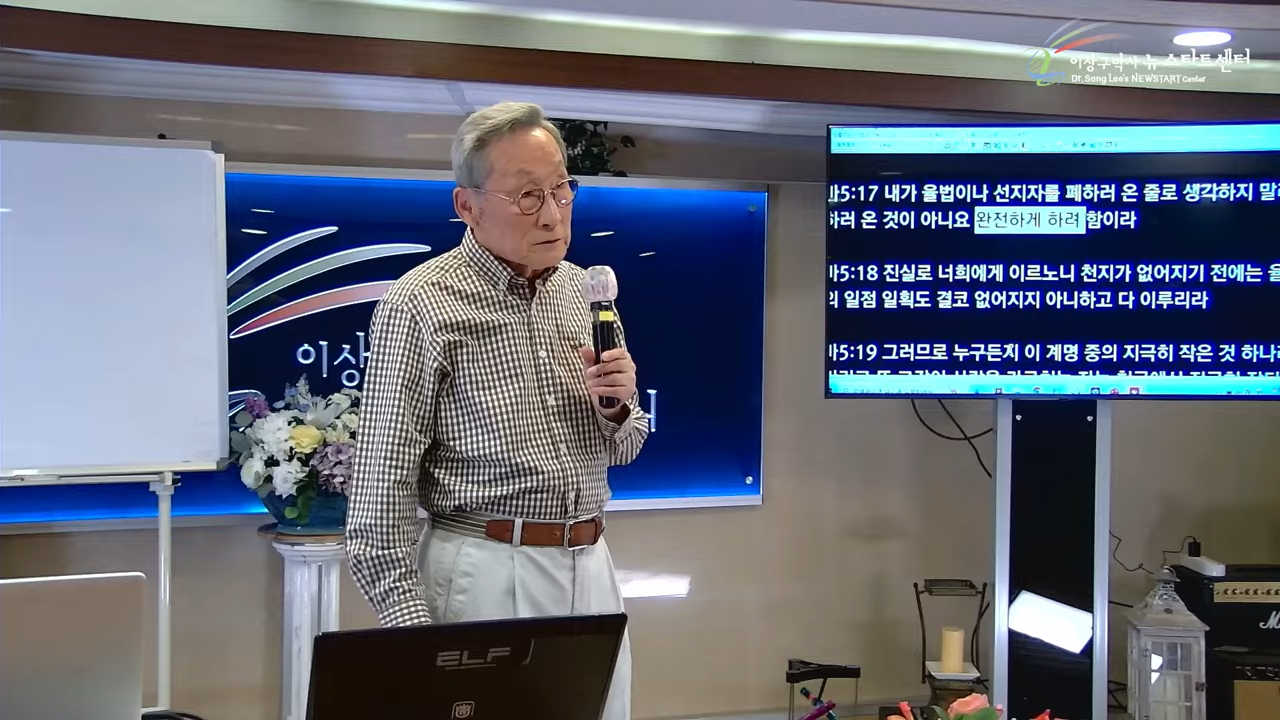 이상구박사 뉴스타트센터
Dr. Sang Lee's NEWSTART Center
마5:17 내가 율법이나 선지자를 폐하러 온 줄로 생각하지 말
하러 온 것이 아니요 완전하게 하려 함이라
마5:18 진실로 너희에게 이르노니 천지가 없어지기 전에는 율
의 일점 일획도 결코 없어지지 아니하고 다 이루리라
마5:19 그러므로 누구든지 이 계명 중의 지극히 작은 것 하나
이상
ELF